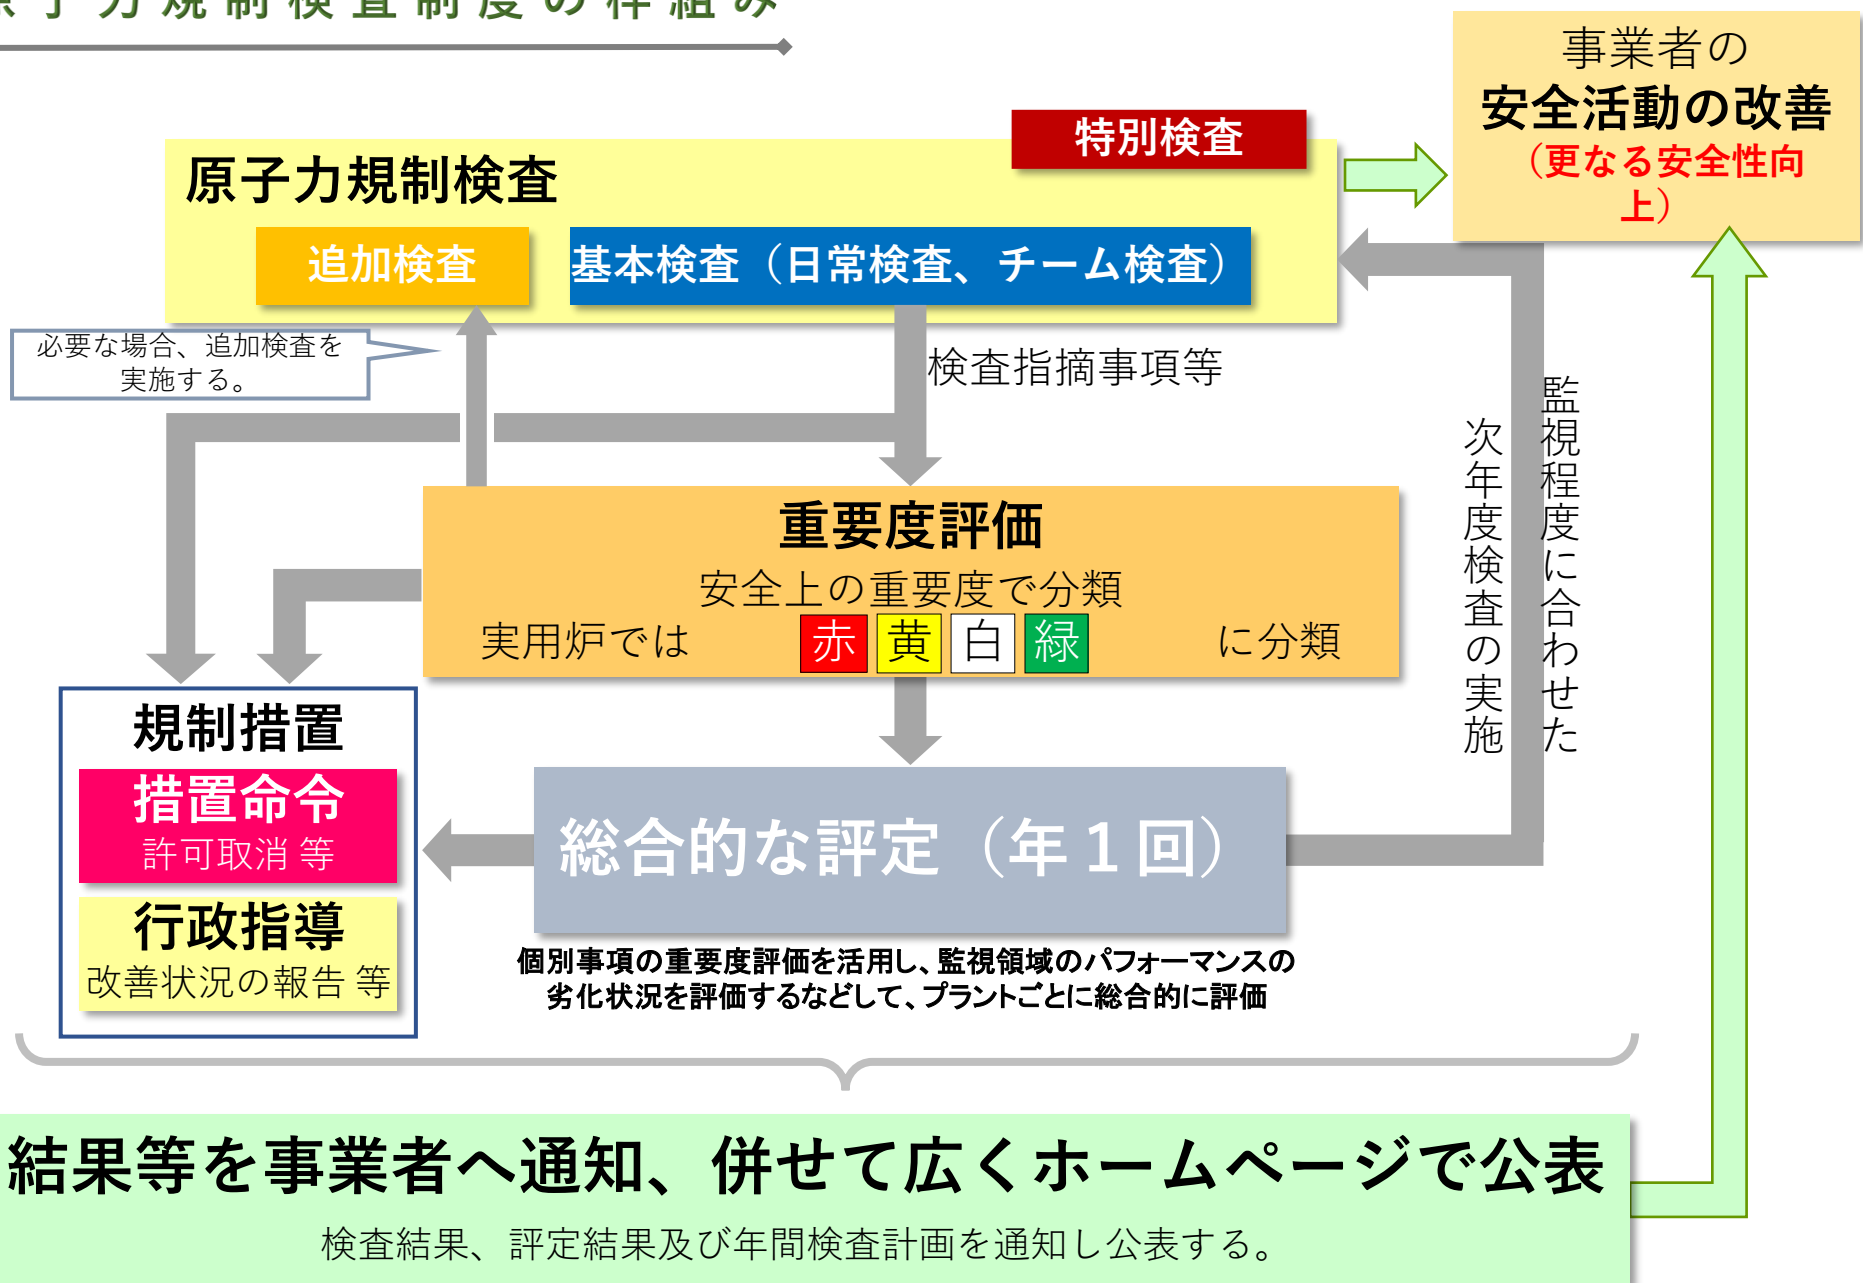 原子力規制検査制度の枠組み
事業者の
安全活動の改善
（更なる安全性向
上）
特別検査
原子力規制検査
追加検査
基本検査（日常検査、チーム検査）
必要な場合、追加検査を
実施する。
検査指摘事項等
監視程度に合わせた
次年度検査の実施
重要度評価
安全上の重要度で分類
実用炉では 赤 黄 白 緑 に分類
規制措置
措置命令
許可取消 等
行政指導
改善状況の報告 等
総合的な評定（年１回）
個別事項の重要度評価を活用し、監視領域のパフォーマンスの
劣化状況を評価するなどして、プラントごとに総合的に評価
結果等を事業者へ通知、併せて広くホームページで公表
検査結果、評定結果及び年間検査計画を通知し公表する。